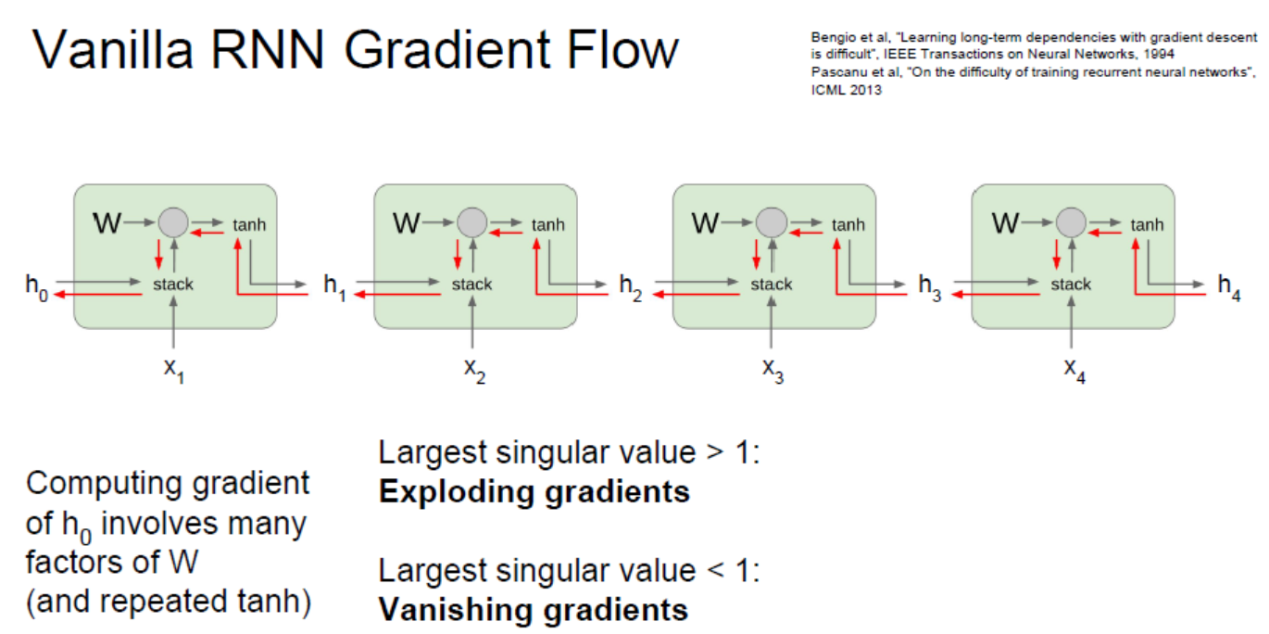 Vanilla RNN Gradient Flow
Bengio et al, "Learning long-term dependencies with gradient descent
is difficult", IEEE Transactions on Neural Networks, 1994
Pascanu et al, "On the difficulty of training recurrent neural networks",
ICML 2013
W tanh W tanh W tanh W tanh
h0 stack h1 stack h2 stack h3 stack h4
x1 x2 x3 x4
Computing gradient
of h0 involves many
factors of W
(and repeated tanh)
Largest singular value > 1:
Exploding gradients
Largest singular value < 1:
Vanishing gradients